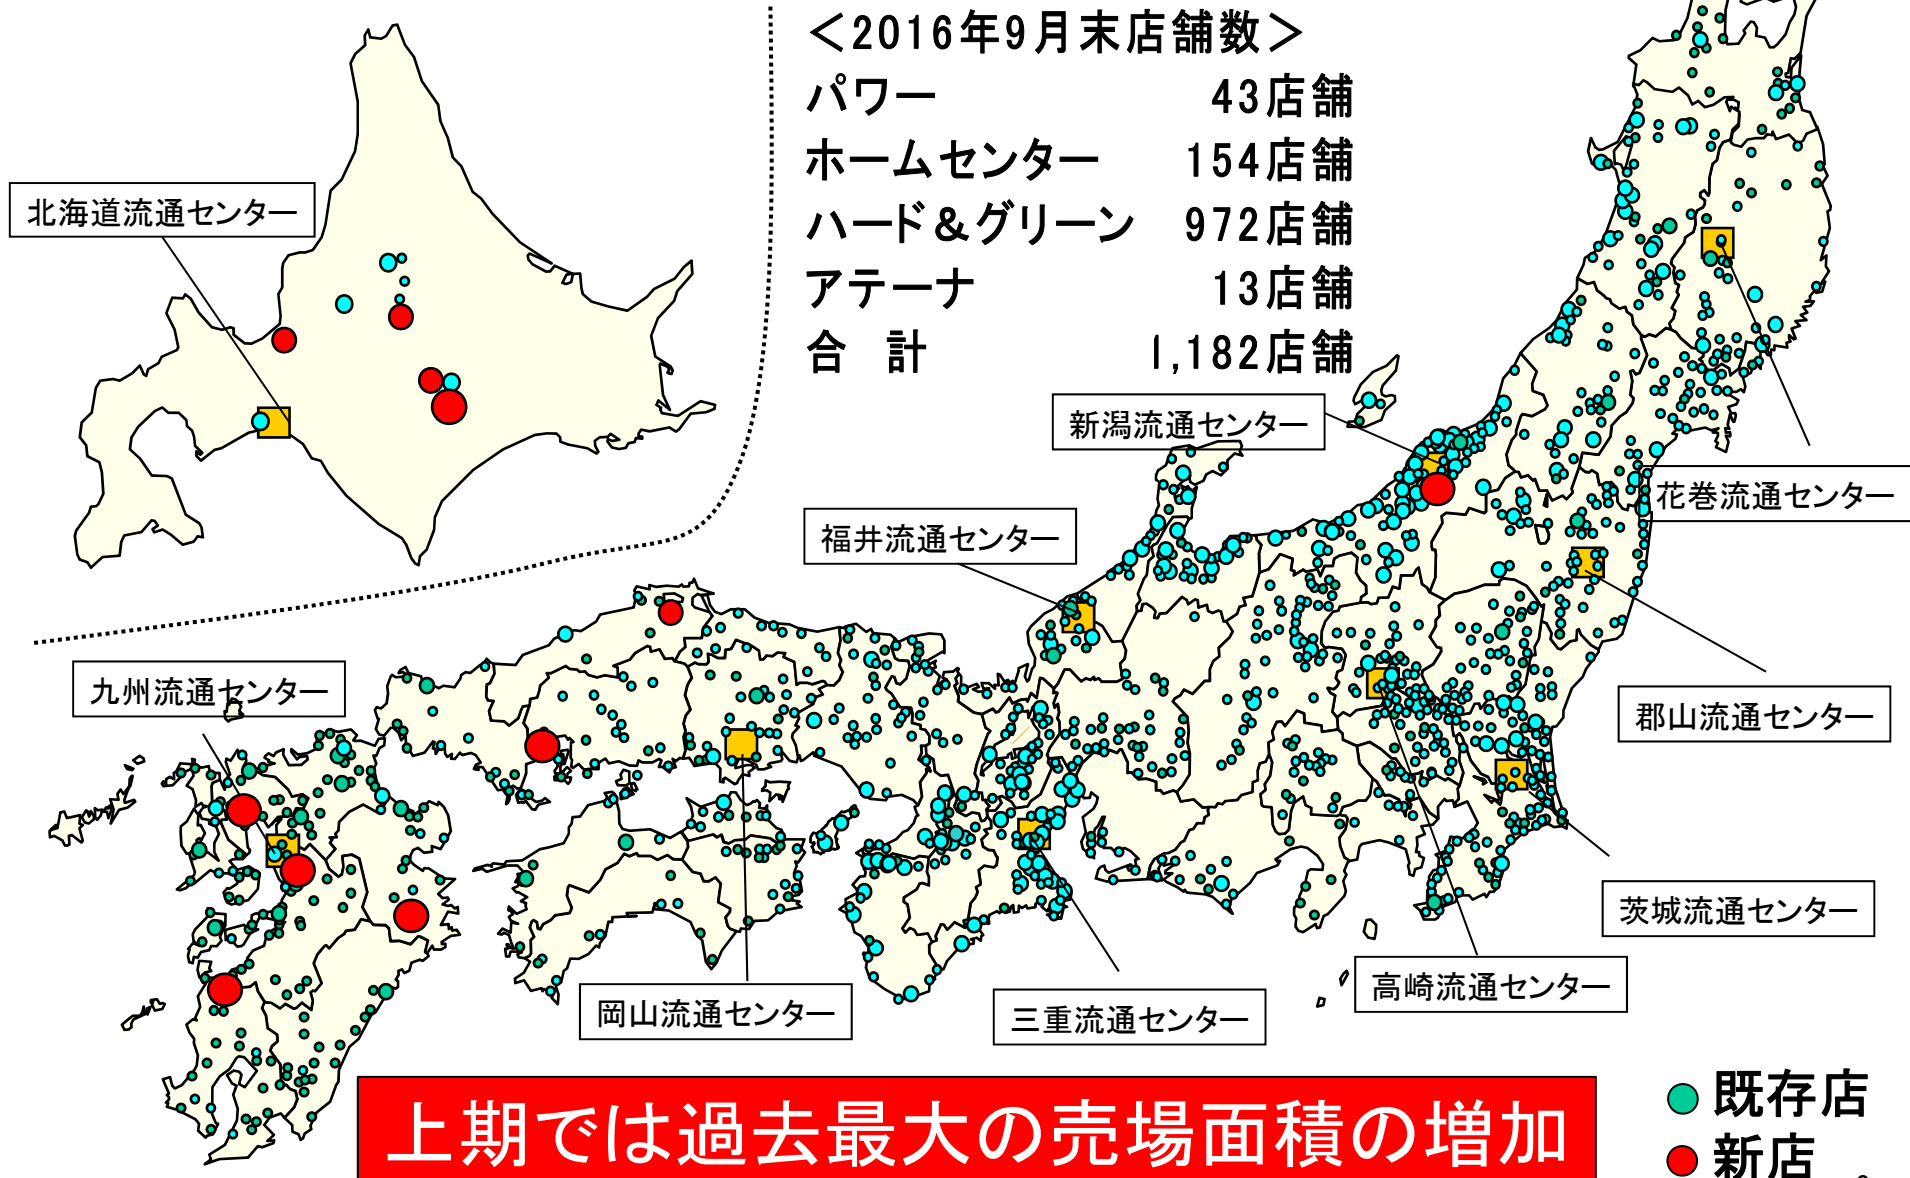 ＜2016年9月末店舗数＞
パワー 43店舗
ホームセンター 154店舗
ハード＆グリーン 972店舗
アテーナ 13店舗
合 計 1,182店舗
北海道流通センター
新潟流通センター
花巻流通センター
福井流通センター
九州流通センター
郡山流通センター
茨城流通センター
高崎流通センター
岡山流通センター
三重流通センター
上期では過去最大の売場面積の増加
既存店
新店